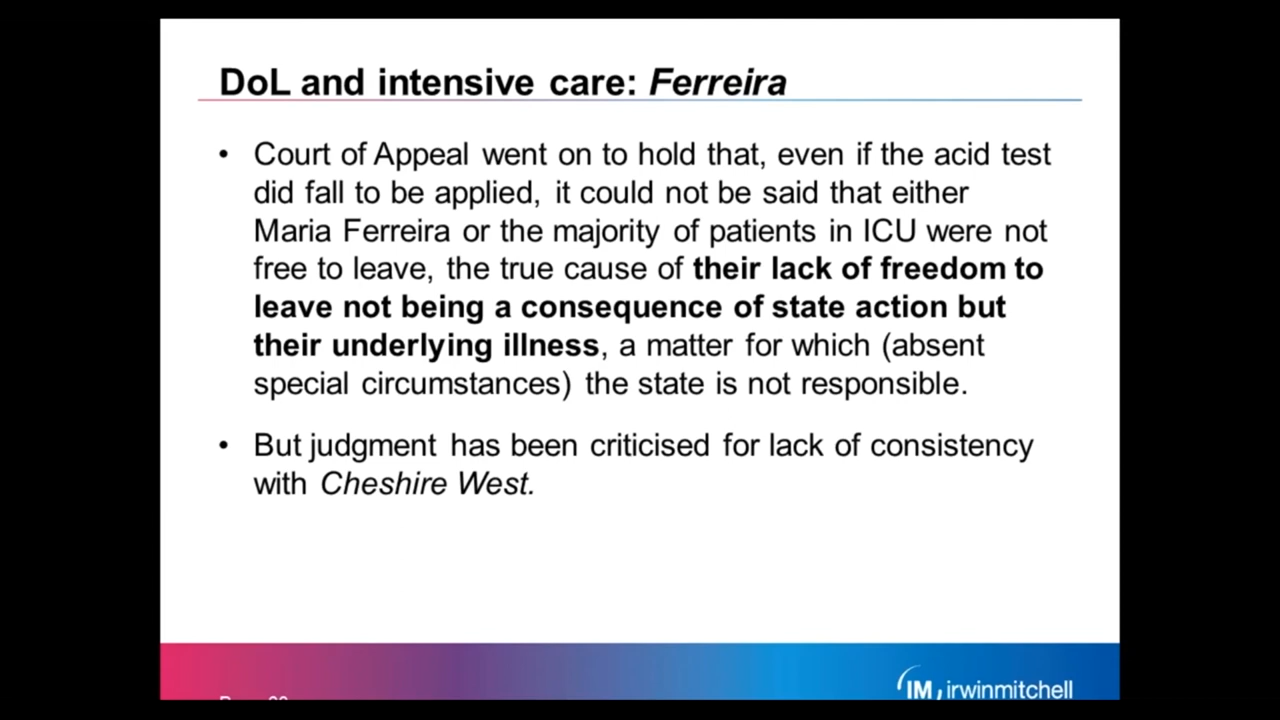 DoL and intensive care: Ferreira
• Court of Appeal went on to hold that, even if the acid test
did fall to be applied, it could not be said that either
Maria Ferreira or the majority of patients in ICU were not
free to leave, the true cause of their lack of freedom to
leave not being a consequence of state action but
their underlying illness, a matter for which (absent
special circumstances) the state is not responsible.
• But judgment has been criticised for lack of consistency
with Cheshire West.
IM irwinmitchell